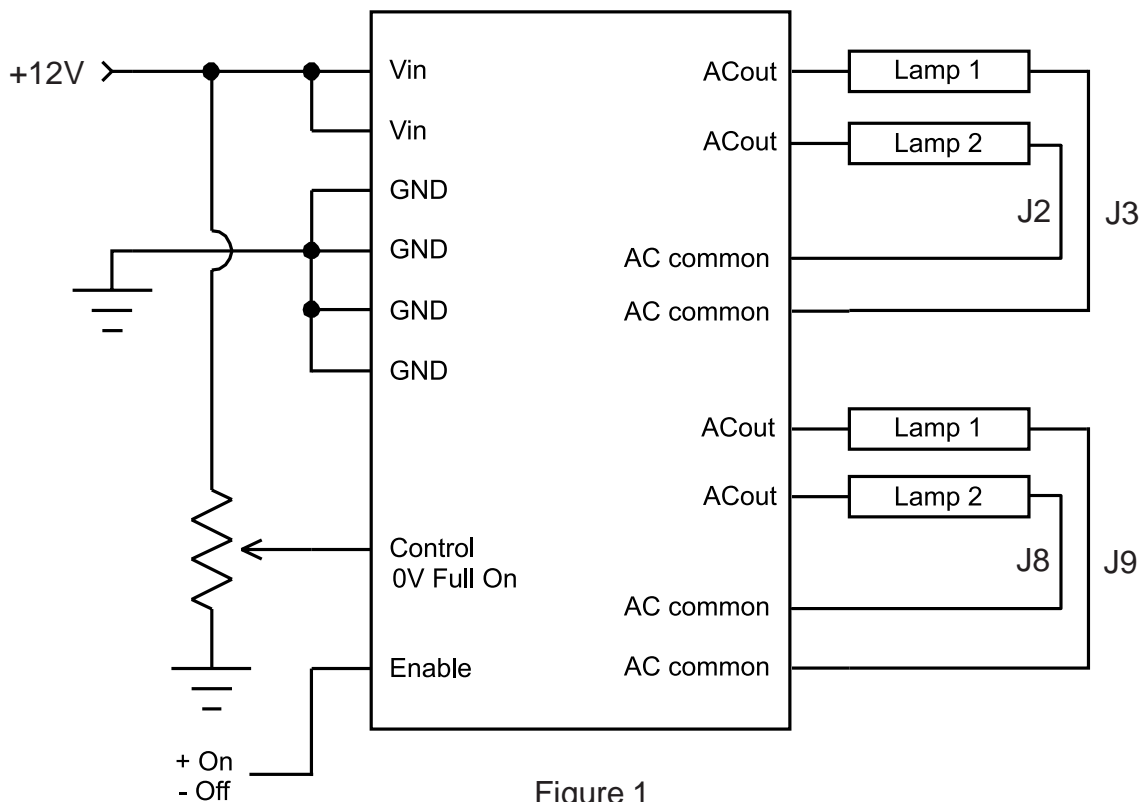 +12V
Vin
Vin
GND
GND
GND
GND
Control
0V Full On
Enable
+ On
- Off
ACout
Lamp 1
ACout
Lamp 2
J2
J3
AC common
AC common
ACout
Lamp 1
ACout
Lamp 2
J8
J9
AC common
AC common
Figure 1